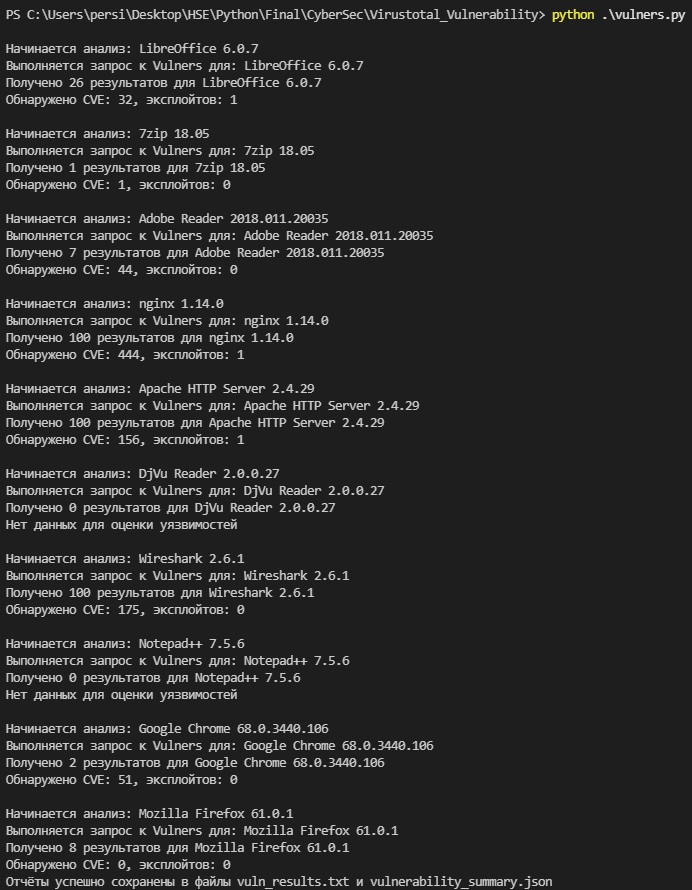 PS C:\Users\persi\Desktop\HSE\Python\Final\CyberSec\Virustotal_Vulnerability> python .\vulners.py
Начинается анализ: LibreOffice 6.0.7
Выполняется запрос к Vulners для: LibreOffice 6.0.7
Получено 26 результатов для LibreOffice 6.0.7
Обнаружено CVE: 32, эксплойтов: 1
Начинается анализ: 7zip 18.05
Выполняется запрос к Vulners для: 7zip 18.05
Получено 1 результатов для 7zip 18.05
Обнаружено CVE: 1, эксплойтов: 0
Начинается анализ: Adobe Reader 2018.011.20035
Выполняется запрос к Vulners для: Adobe Reader 2018.011.20035
Получено 7 результатов для Adobe Reader 2018.011.20035
Обнаружено CVE: 44, эксплойтов: 0
Начинается анализ: nginx 1.14.0
Выполняется запрос к Vulners для: nginx 1.14.0
Получено 100 результатов для nginx 1.14.0
Обнаружено CVE: 444, эксплойтов: 1
Начинается анализ: Apache HTTP Server 2.4.29
Выполняется запрос к Vulners для: Apache HTTP Server 2.4.29
Получено 100 результатов для Apache HTTP Server 2.4.29
Обнаружено CVE: 156, эксплойтов: 1
Начинается анализ: DjVu Reader 2.0.0.27
Выполняется запрос к Vulners для: DjVu Reader 2.0.0.27
Получено 0 результатов для DjVu Reader 2.0.0.27
Нет данных для оценки уязвимостей
Начинается анализ: Wireshark 2.6.1
Выполняется запрос к Vulners для: Wireshark 2.6.1
Получено 100 результатов для Wireshark 2.6.1
Обнаружено CVE: 175, эксплойтов: 0
Начинается анализ: Notepad++ 7.5.6
Выполняется запрос к Vulners для: Notepad++ 7.5.6
Получено 0 результатов для Notepad++ 7.5.6
Нет данных для оценки уязвимостей
Начинается анализ: Google Chrome 68.0.3440.106
Выполняется запрос к Vulners для: Google Chrome 68.0.3440.106
Получено 2 результатов для Google Chrome 68.0.3440.106
Обнаружено CVE: 51, эксплойтов: 0
Начинается анализ: Mozilla Firefox 61.0.1
Выполняется запрос к Vulners для: Mozilla Firefox 61.0.1
Получено 8 результатов для Mozilla Firefox 61.0.1
Обнаружено CVE: 0, эксплойтов: 0
Отчёты успешно сохранены в файлы vuln_results.txt и vulnerability_summary.json